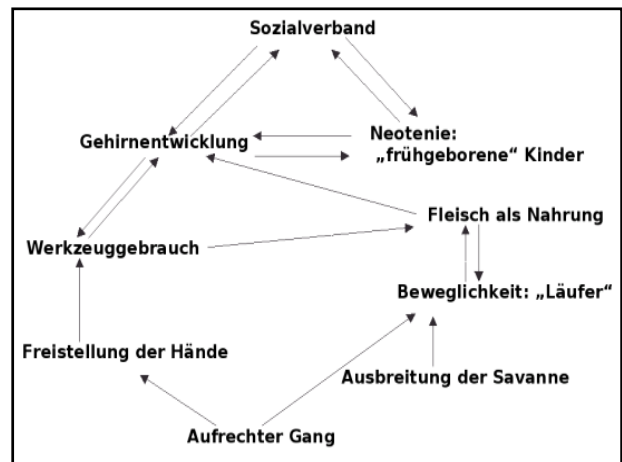 Sozialverband
Gehirnentwicklung
Neotenie:
„frühgeborene“ Kinder
Fleisch als Nahrung
Werkzeuggebrauch
Beweglichkeit: „Läufer“
Freistellung der Hände
Ausbreitung der Savanne
Aufrechter Gang